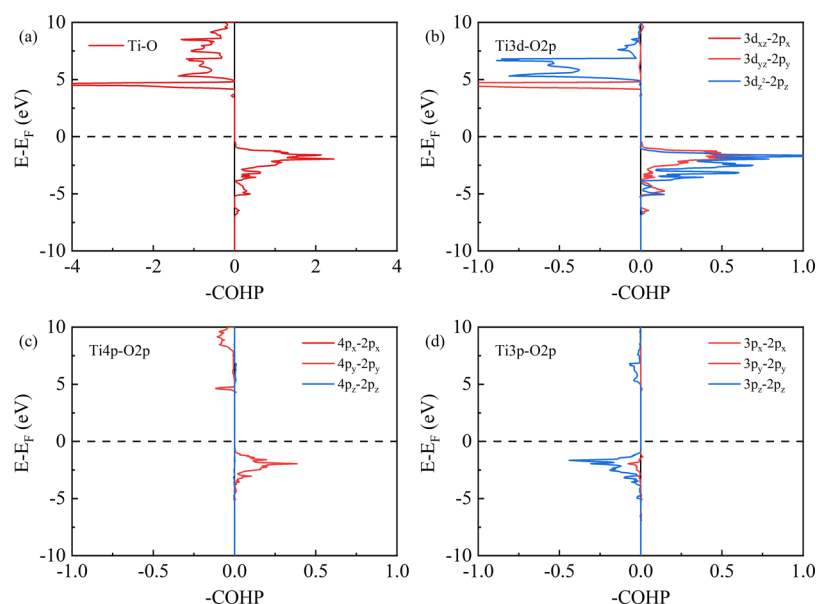 (a)
Ti-O
10
5
0
-5
-10
E-E_F (eV)
-4
-2
0
2
4
-COHP
(b)
Ti3d-O2p
3d_xz-2p_x
3d_yz-2p_y
3d_z²-2p_z
10
5
0
-5
-10
E-E_F (eV)
-1.0
-0.5
0.0
0.5
1.0
-COHP
(c)
Ti4p-O2p
4p_x-2p_x
4p_y-2p_y
4p_z-2p_z
10
5
0
-5
-10
E-E_F (eV)
-1.0
-0.5
0.0
0.5
1.0
-COHP
(d)
Ti3p-O2p
3p_x-2p_x
3p_y-2p_y
3p_z-2p_z
10
5
0
-5
-10
E-E_F (eV)
-1.0
-0.5
0.0
0.5
1.0
-COHP